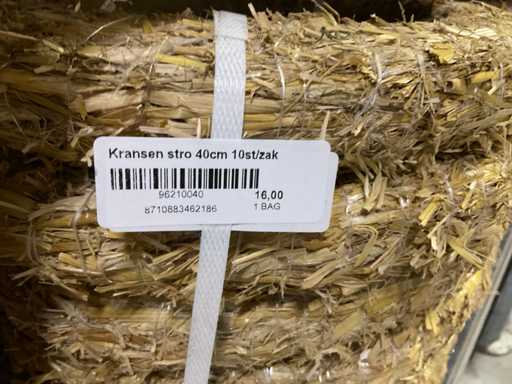 Kransen stro 40cm 10st/zak
96210040 16,00
8710883462186 1 BAG